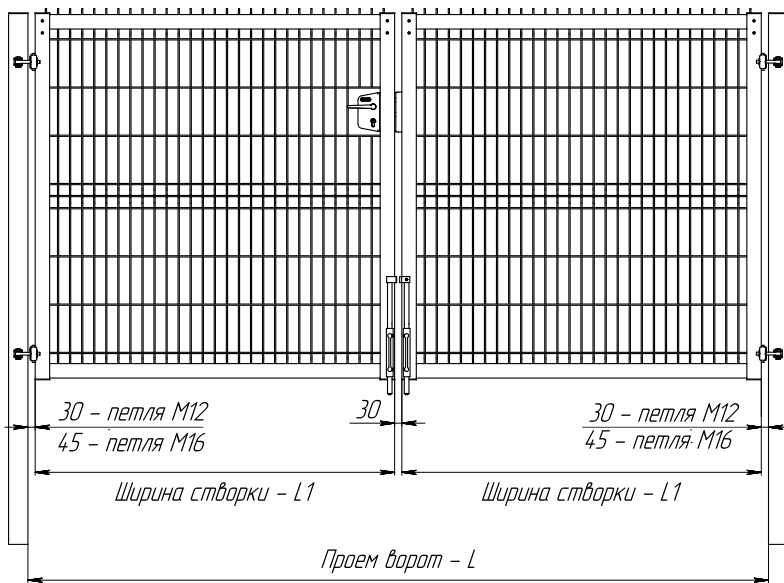 30 – петля М12
45 – петля М16
30
30 – петля М12
45 – петля М16
Ширина створки – L1
Ширина створки – L1
Проем ворот – L